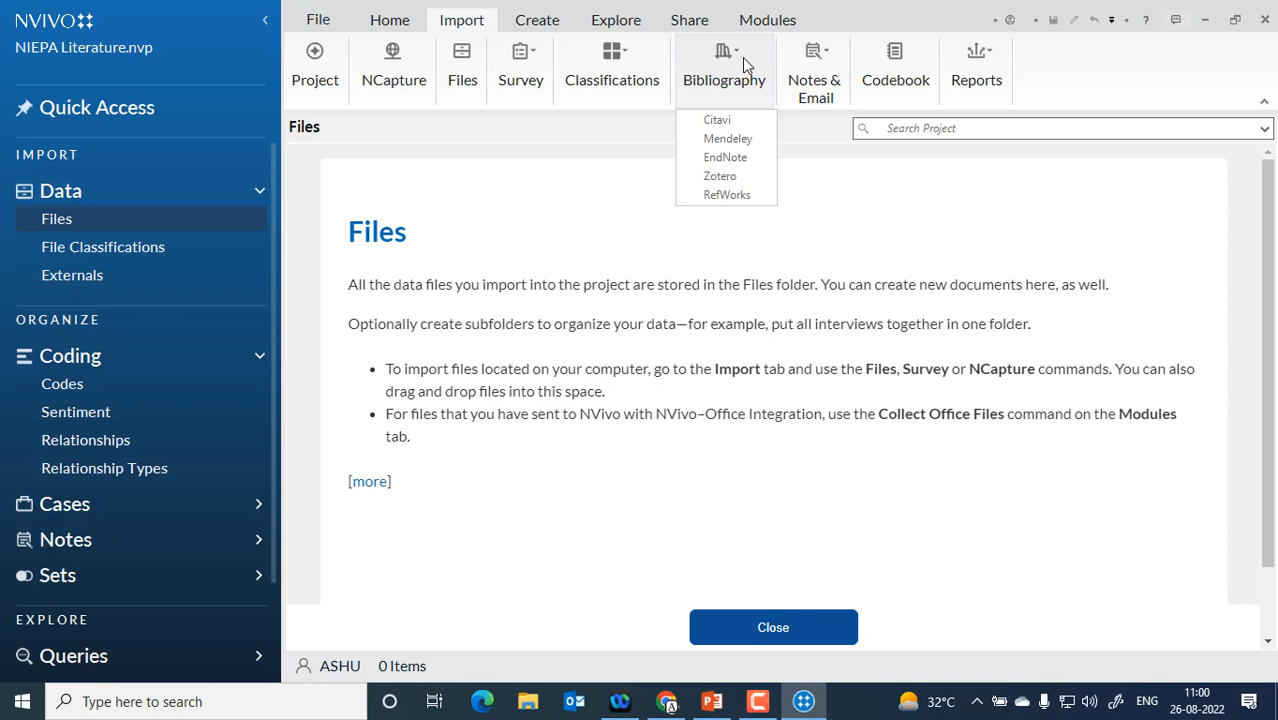 NVIVO
NIEPA Literature.nvp
File Home Import Create Explore Share Modules
Project NCapture Files Survey Classifications Bibliography Notes & Email Codebook Reports
Citavi
Mendeley
EndNote
Zotero
RefWorks
Quick Access
IMPORT
Data
Files
File Classifications
Externals
ORGANIZE
Coding
Codes
Sentiment
Relationships
Relationship Types
Cases
Notes
Sets
EXPLORE
Queries
Files
Search Project
Files
All the data files you import into the project are stored in the Files folder. You can create new documents here, as well.
Optionally create subfolders to organize your data—for example, put all interviews together in one folder.
• To import files located on your computer, go to the Import tab and use the Files, Survey or NCapture commands. You can also
drag and drop files into this space.
• For files that you have sent to NVivo with NVivo–Office Integration, use the Collect Office Files command on the Modules
tab.
[more]
Close
ASHU 0 Items
Type here to search
32°C
ENG
11:00
26-08-2022